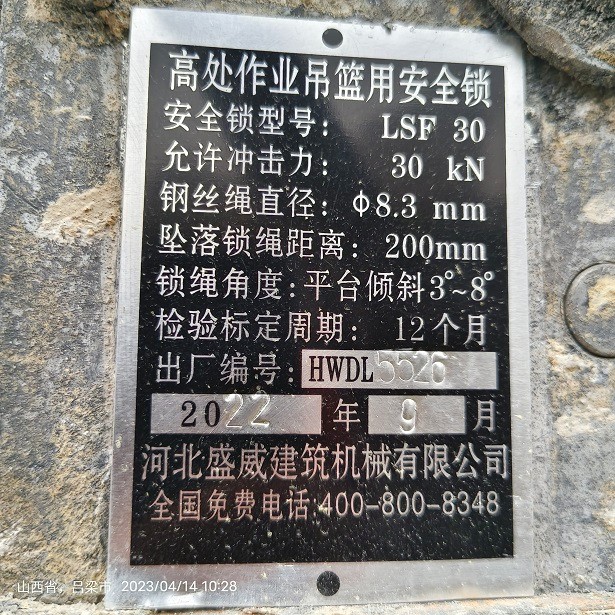 高处作业吊篮用安全锁
安全锁型号: LSF 30
允许冲击力: 30 kN
钢丝绳直径: φ8.3 mm
坠落锁绳距离: 200mm
锁绳角度: 平台倾斜3°~8°
检验标定周期: 12个月
出厂编号: HWDL5526
2022 年 9 月
河北盛威建筑机械有限公司
全国免费电话 400-800-8348
山西省, 吕梁市 2023/04/14 10:28